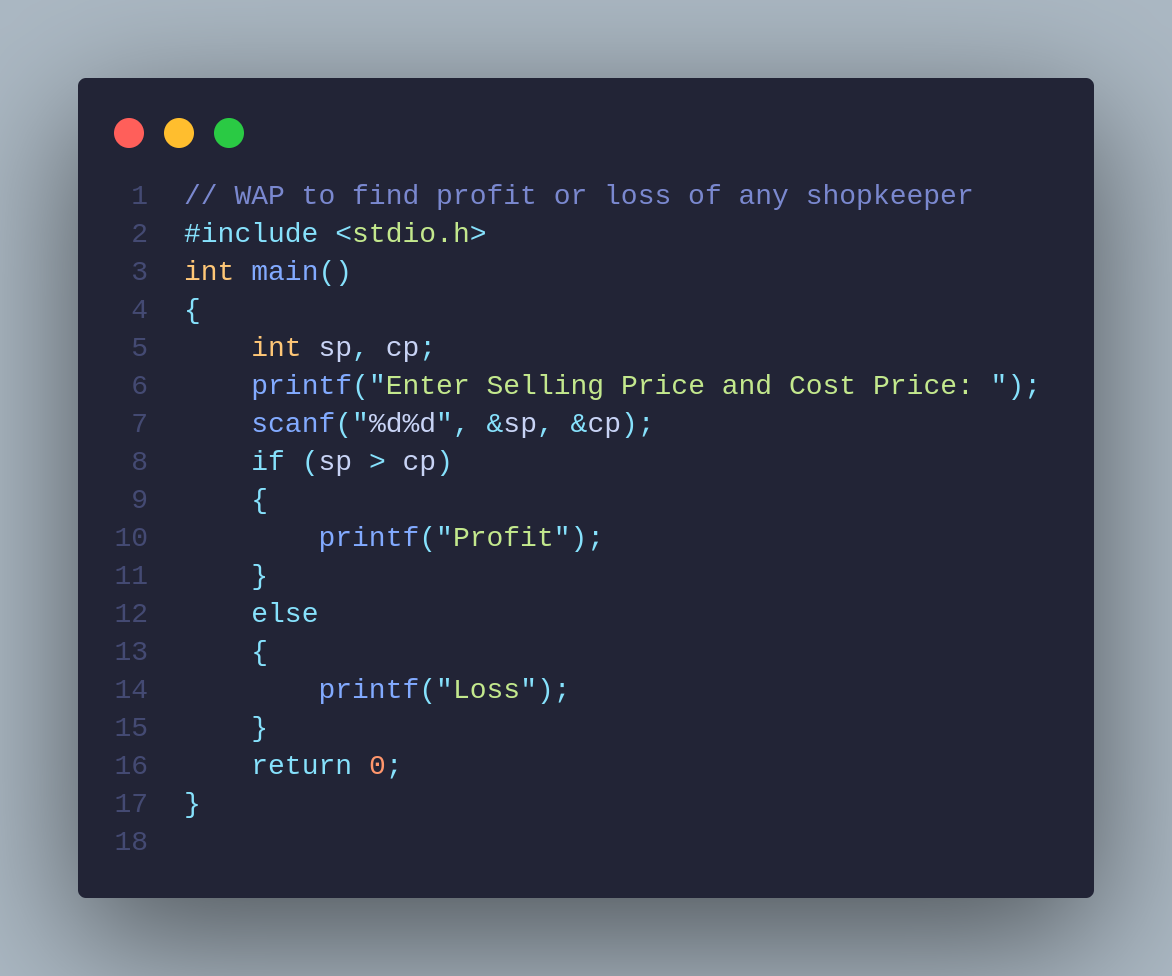 1 // WAP to find profit or loss of any shopkeeper
2 #include <stdio.h>
3 int main()
4 {
5     int sp, cp;
6     printf("Enter Selling Price and Cost Price: ");
7     scanf("%d%d", &sp, &cp);
8     if (sp > cp)
9     {
10         printf("Profit");
11     }
12     else
13     {
14         printf("Loss");
15     }
16     return 0;
17 }
18